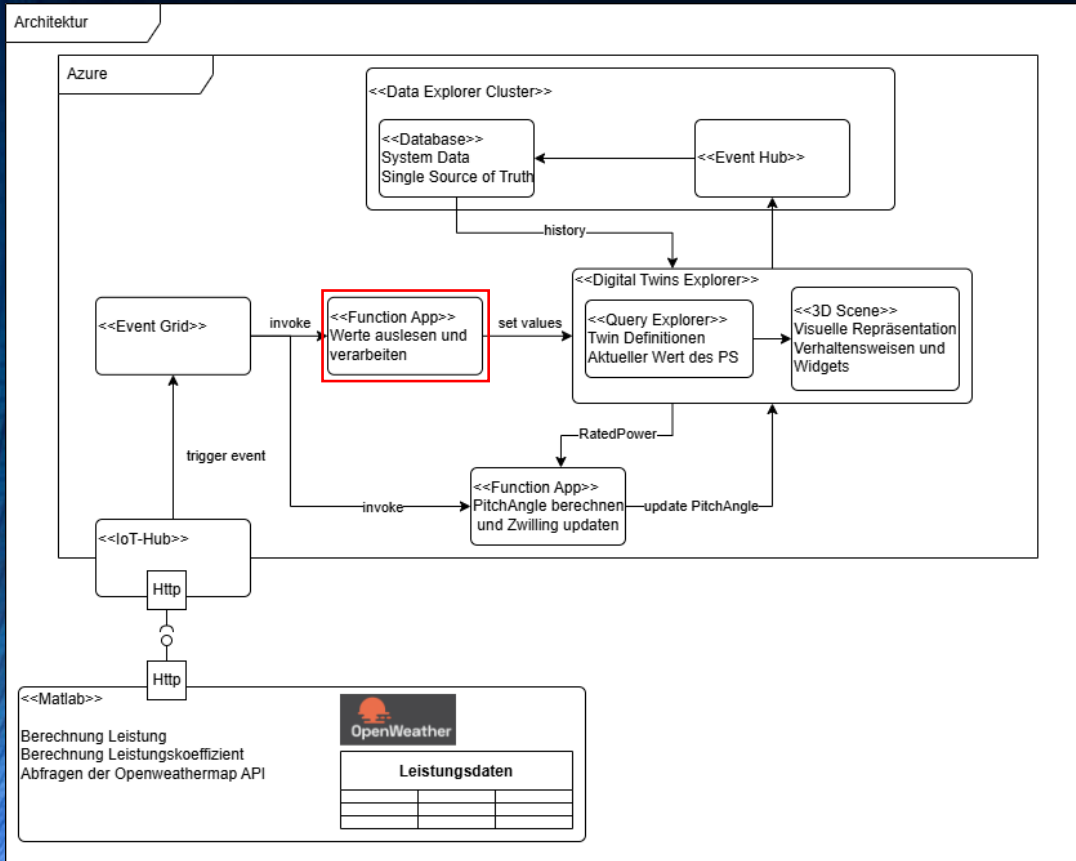 Architektur
Azure
<<Data Explorer Cluster>>
<<Database>>
System Data
Single Source of Truth
<<Event Hub>>
history
<<Digital Twins Explorer>>
<<Event Grid>>
invoke
<<Function App>>
Werte auslesen und
verarbeiten
set values
<<Query Explorer>>
Twin Definitionen
Aktueller Wert des PS
<<3D Scene>>
Visuelle Repräsentation
Verhaltensweisen und
Widgets
RatedPower
trigger event
invoke
<<Function App>>
PitchAngle berechnen
und Zwilling updaten
update PitchAngle
<<IoT-Hub>>
Http
Http
<<Matlab>>
Berechnung Leistung
Berechnung Leistungskoeffizient
Abfragen der Openweathermap API
OpenWeather
Leistungsdaten